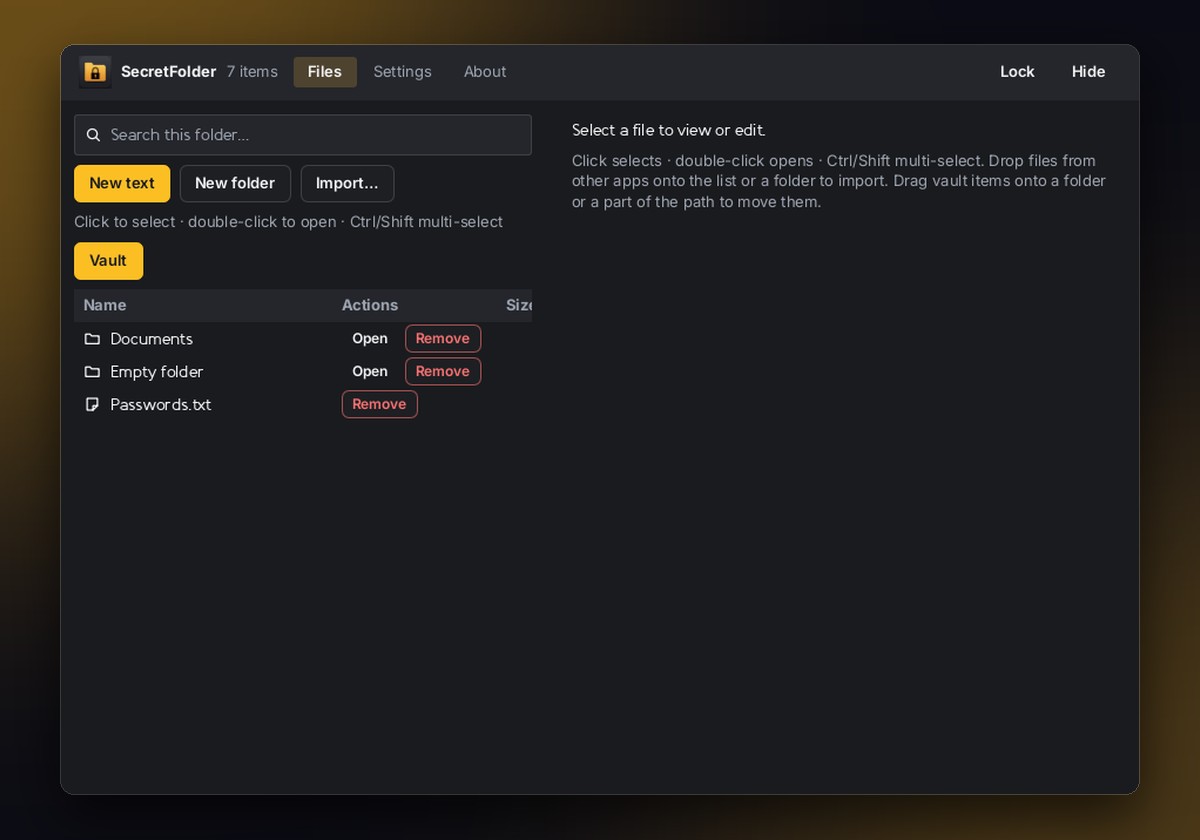 SecretFolder 7 items Files Settings About Lock Hide
Search this folder...
New text New folder Import...
Click to select · double-click to open · Ctrl/Shift multi-select
Vault
Name Actions Size
Documents Open Remove
Empty folder Open Remove
Passwords.txt Remove
Select a file to view or edit.
Click selects · double-click opens · Ctrl/Shift multi-select. Drop files from
other apps onto the list or a folder to import. Drag vault items onto a folder
or a part of the path to move them.